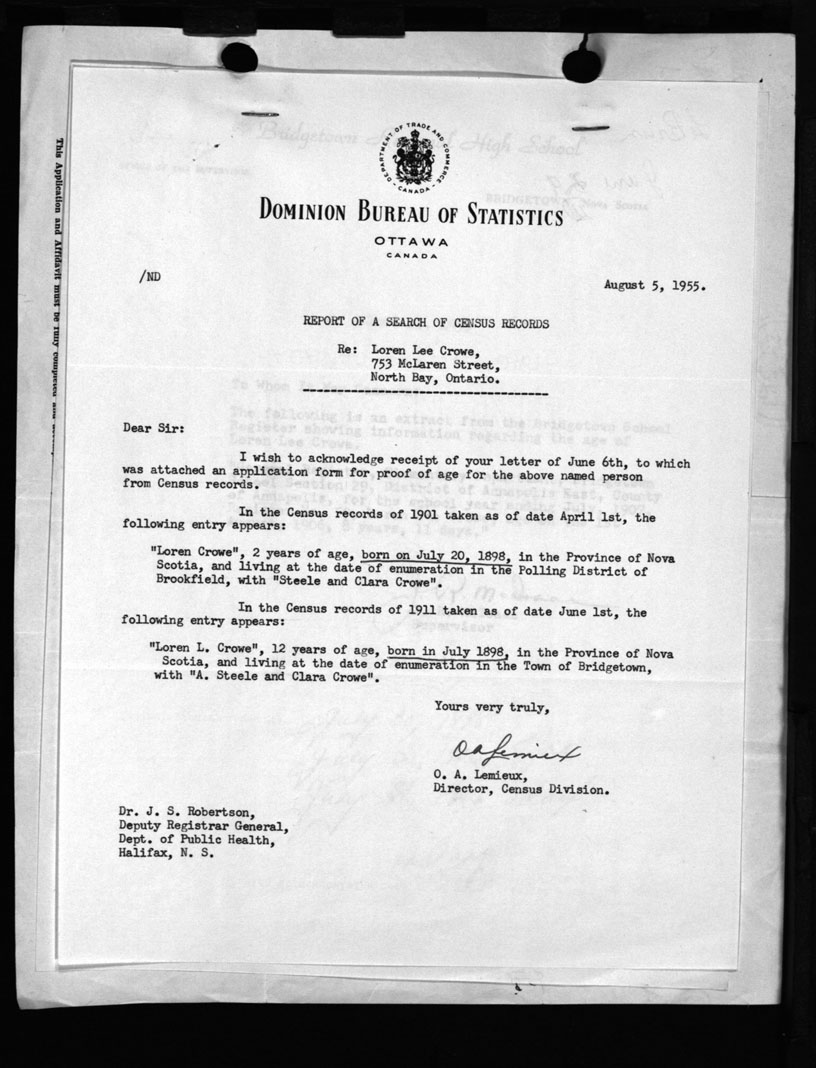 Bridgetown High School
BRIDGETOWN, Nova Scotia
DEPARTMENT OF TRADE AND COMMERCE
- CANADA -
DOMINION BUREAU OF STATISTICS
OTTAWA
CANADA
/ND
August 5, 1955.
REPORT OF A SEARCH OF CENSUS RECORDS
Re: Loren Lee Crowe,
753 McLaren Street,
North Bay, Ontario.
Dear Sir:
I wish to acknowledge receipt of your letter of June 6th, to which
was attached an application form for proof of age for the above named person
from Census records.
In the Census records of 1901 taken as of date April 1st, the
following entry appears:
"Loren Crowe", 2 years of age, born on July 20, 1898, in the Province of Nova
Scotia, and living at the date of enumeration in the Polling District of
Brookfield, with "Steele and Clara Crowe".
In the Census records of 1911 taken as of date June 1st, the
following entry appears:
"Loren L. Crowe", 12 years of age, born in July 1898, in the Province of Nova
Scotia, and living at the date of enumeration in the Town of Bridgetown,
with "A. Steele and Clara Crowe".
Yours very truly,
O A Lemieux
O. A. Lemieux,
Director, Census Division.
Dr. J. S. Robertson,
Deputy Registrar General,
Dept. of Public Health,
Halifax, N. S.
This Application and Affidavit must be fully completed and